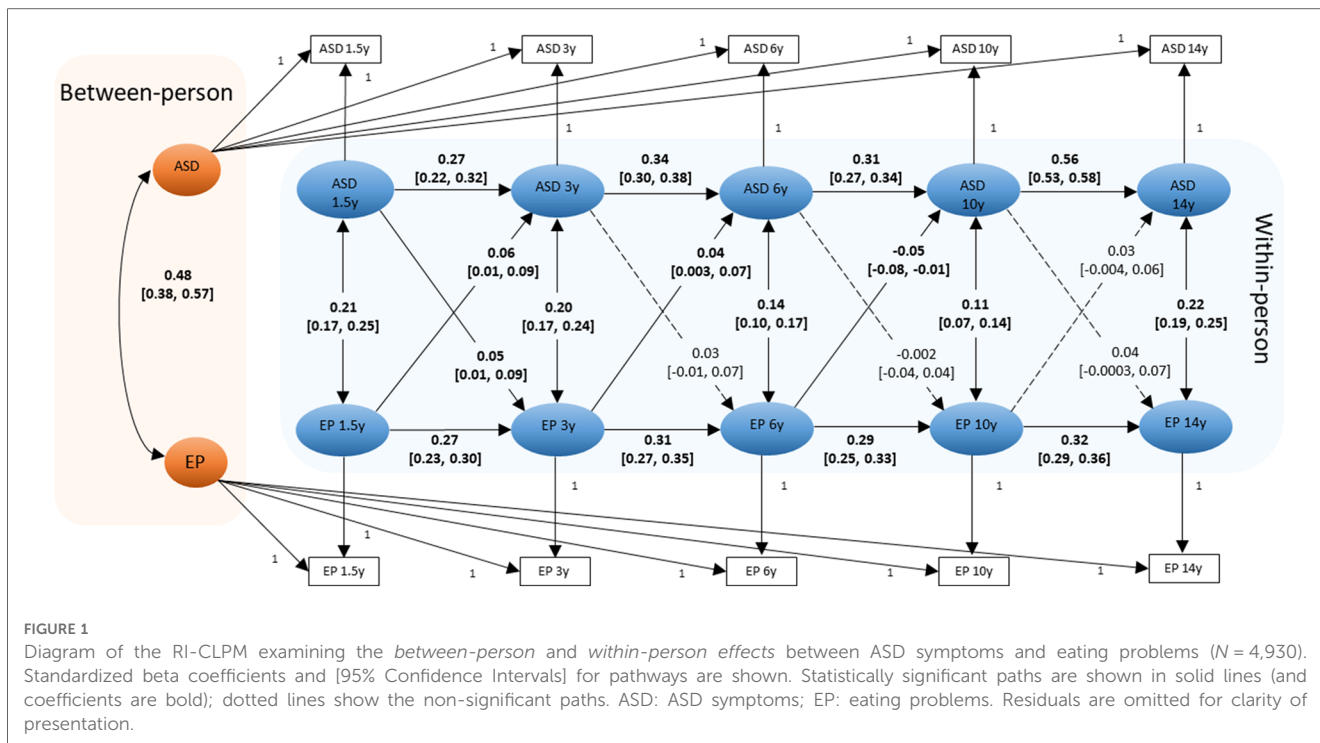 ASD 1.5y
ASD 3y
ASD 6y
ASD 10y
ASD 14y
1
1
1
1
1
1
Between-person
ASD
1
1
1
1
0.27
[0.22, 0.32]
0.34
[0.30, 0.38]
0.31
[0.27, 0.34]
0.56
[0.53, 0.58]
ASD
1.5y
ASD 3y
ASD 6y
ASD
10y
ASD
14y
Within-person
0.06
[0.01, 0.09]
0.04
[0.003, 0.07]
-0.05
[-0.08, -0.01]
0.03
[-0.004, 0.06]
0.48
[0.38, 0.57]
0.21
[0.17, 0.25]
0.20
[0.17, 0.24]
0.14
[0.10, 0.17]
0.11
[0.07, 0.14]
0.22
[0.19, 0.25]
0.05
[0.01, 0.09]
0.03
[-0.01, 0.07]
-0.002
[-0.04, 0.04]
0.04
[-0.0003, 0.07]
EP 1.5y
EP 3y
EP 6y
EP 10y
EP 14y
0.27
[0.23, 0.30]
0.31
[0.27, 0.35]
0.29
[0.25, 0.33]
0.32
[0.29, 0.36]
EP
1
1
1
1
1
1
1
1
1
1
EP 1.5y
EP 3y
EP 6y
EP 10y
EP 14y
FIGURE 1
Diagram of the RI-CLPM examining the between-person and within-person effects between ASD symptoms and eating problems (N = 4,930).
Standardized beta coefficients and [95% Confidence Intervals] for pathways are shown. Statistically significant paths are shown in solid lines (and
coefficients are bold); dotted lines show the non-significant paths. ASD: ASD symptoms; EP: eating problems. Residuals are omitted for clarity of
presentation.